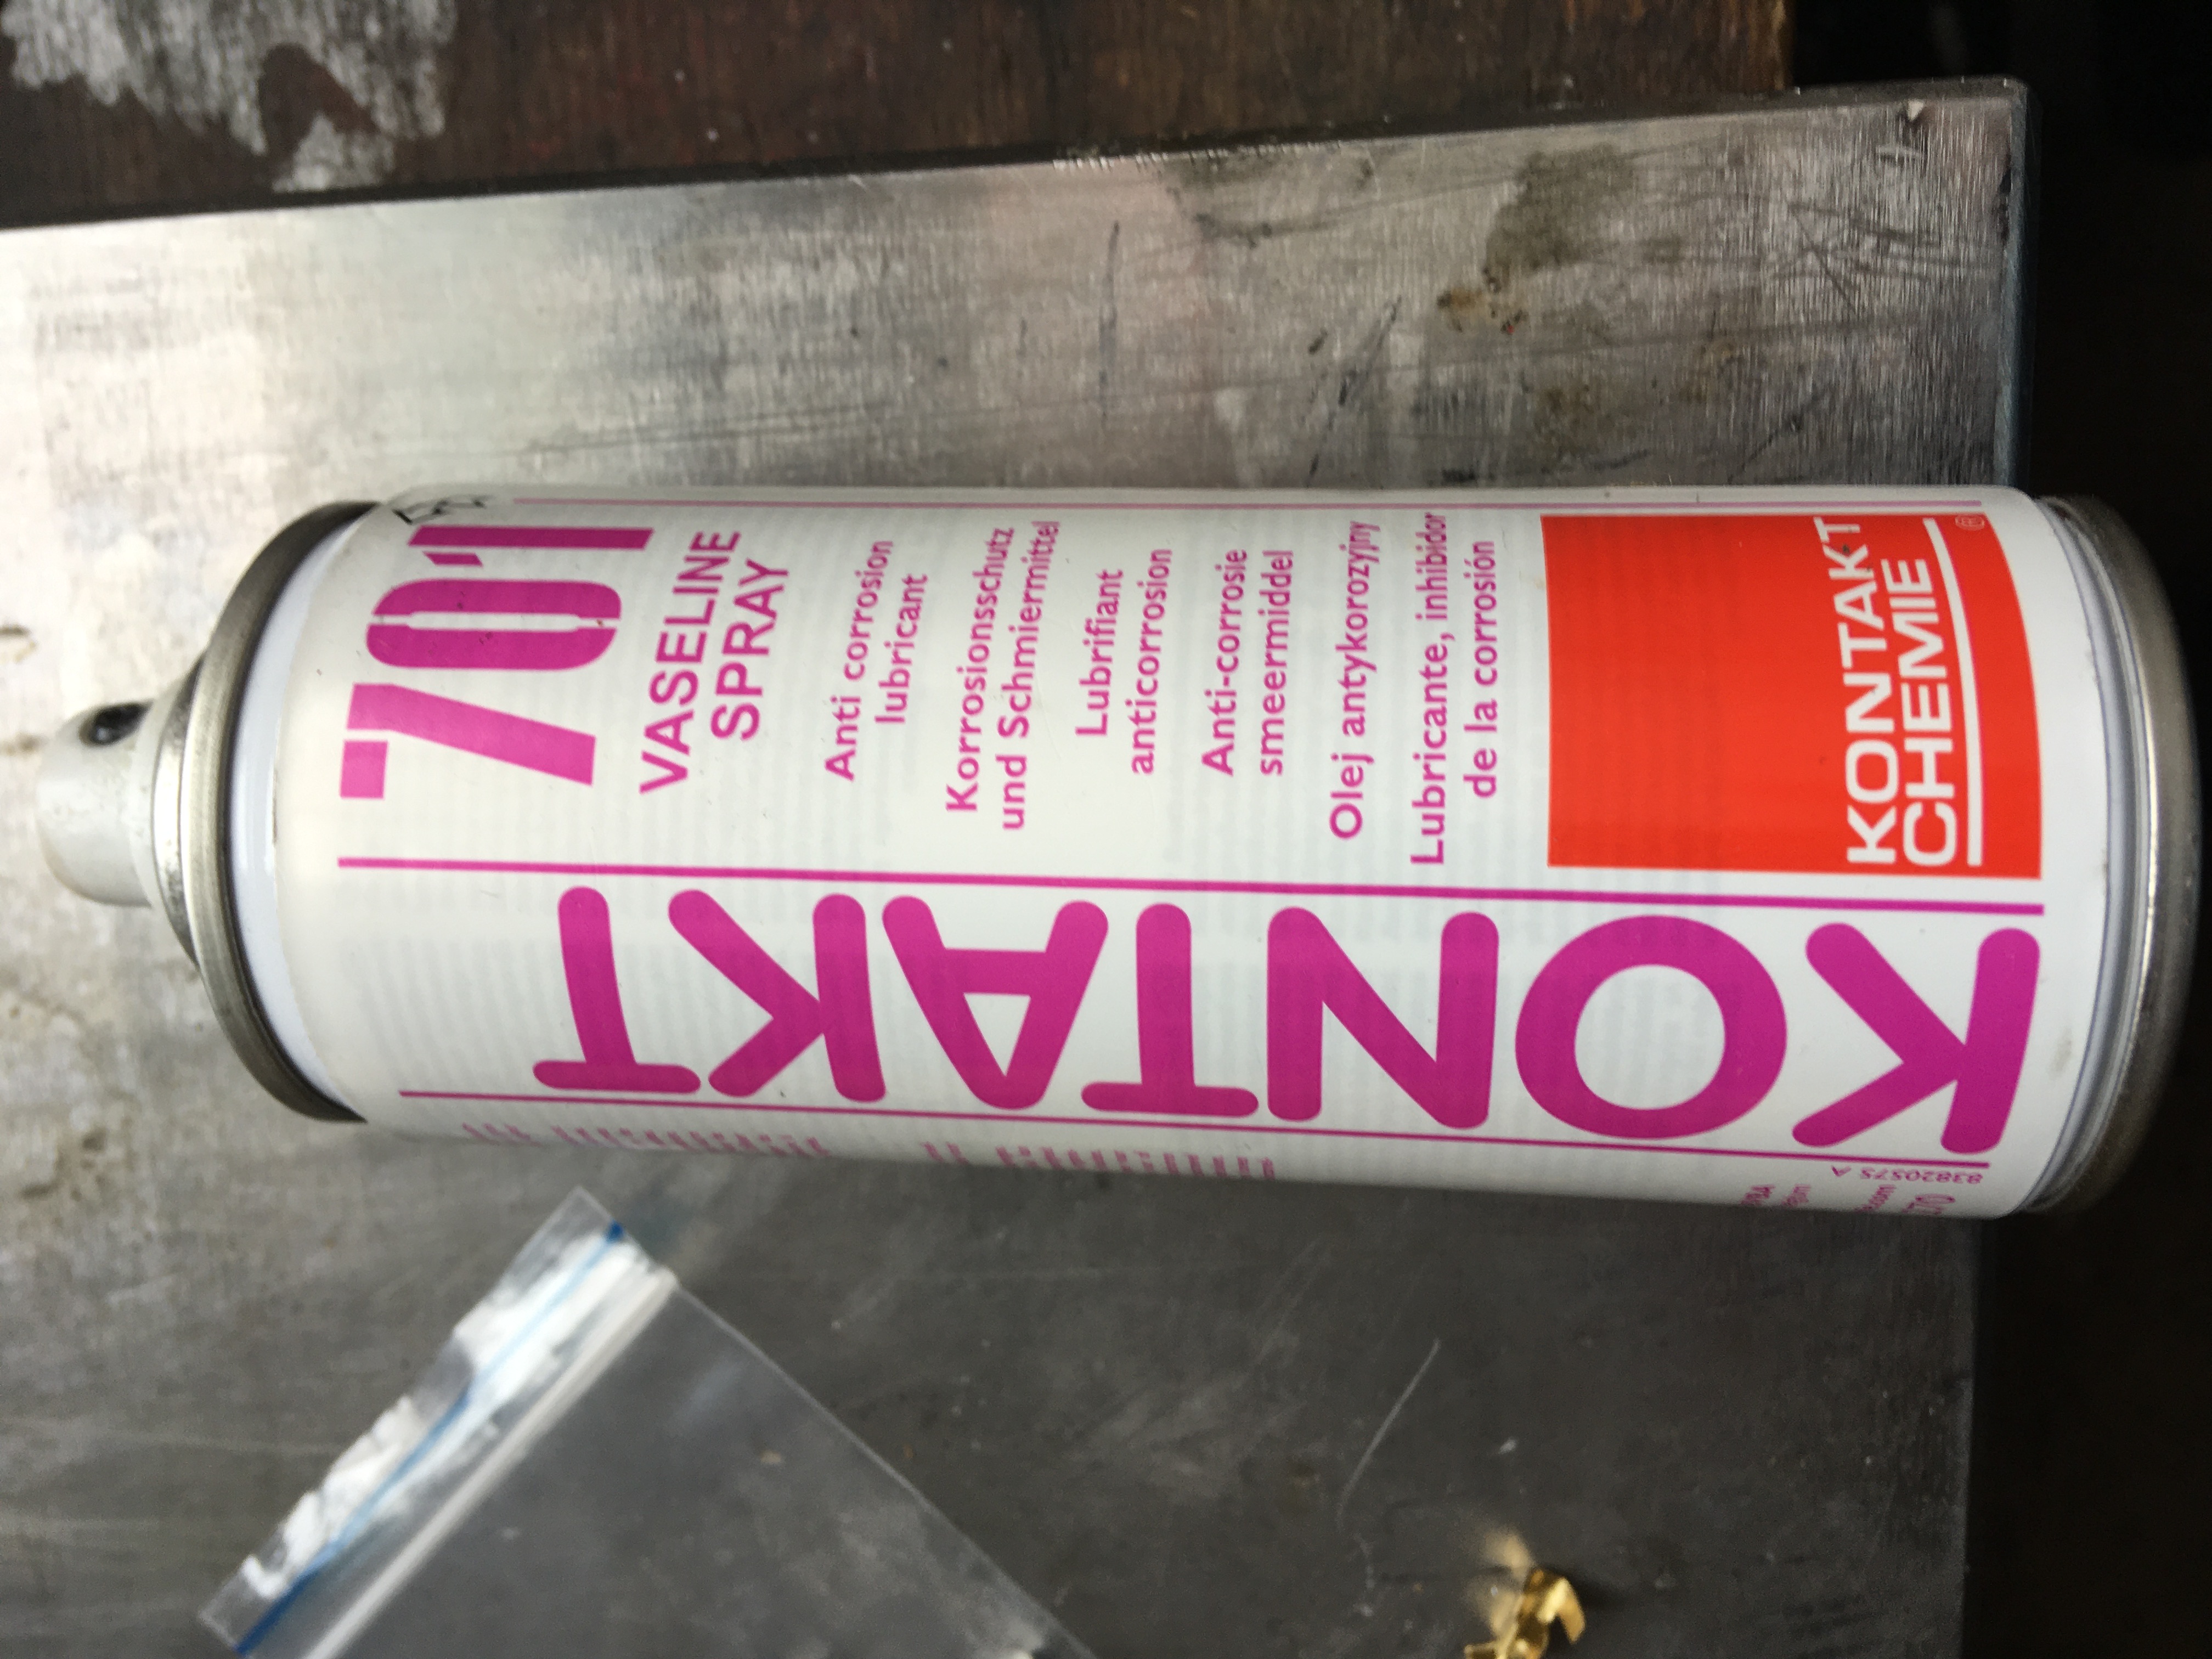 701
VASELINE
SPRAY
Anti corrosion
lubricant
Korrosionsschutz
und Schmiermittel
Lubrifiant
anticorrosion
Anti-corrosie
smeermiddel
Olej antykorozyjny
Lubricante, inhibidor
de la corrosión
KONTAKT
CHEMIE
®
KONTAKT
83820575 A